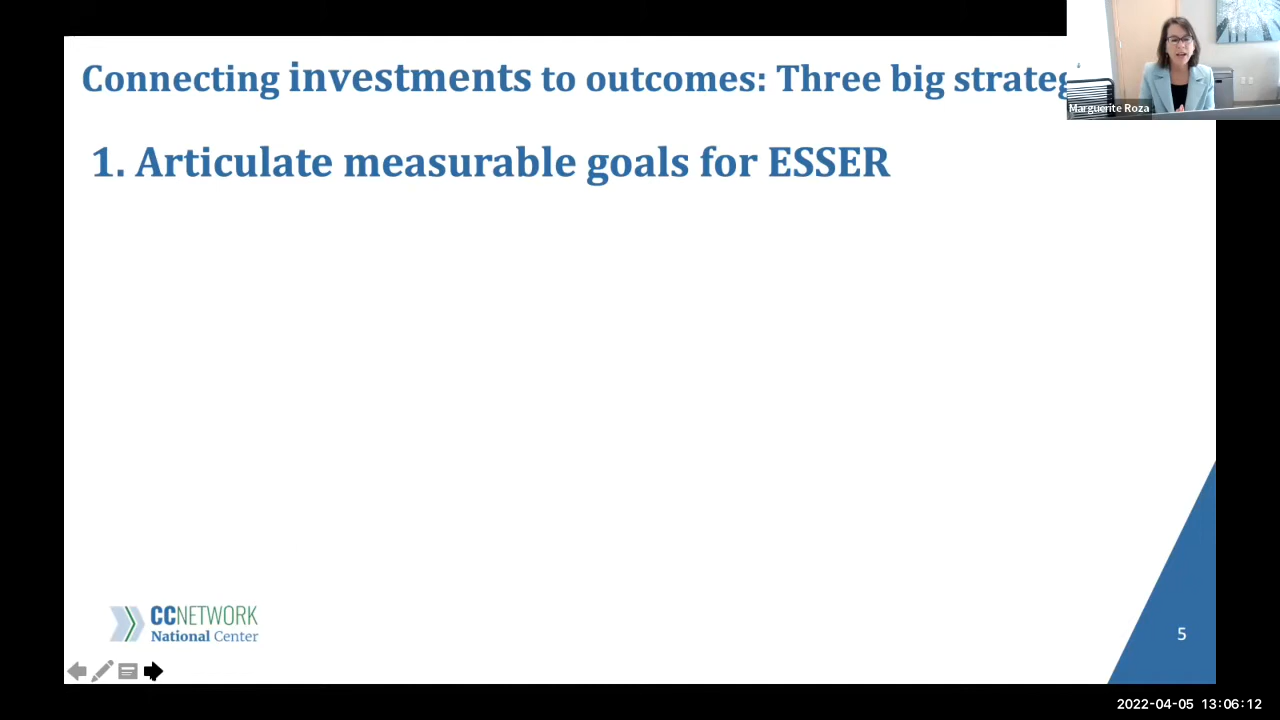 Connecting investments to outcomes: Three big strateg
Marguerite Roza
1. Articulate measurable goals for ESSER
CCNETWORK
National Center
5
2022-04-05 13:06:12